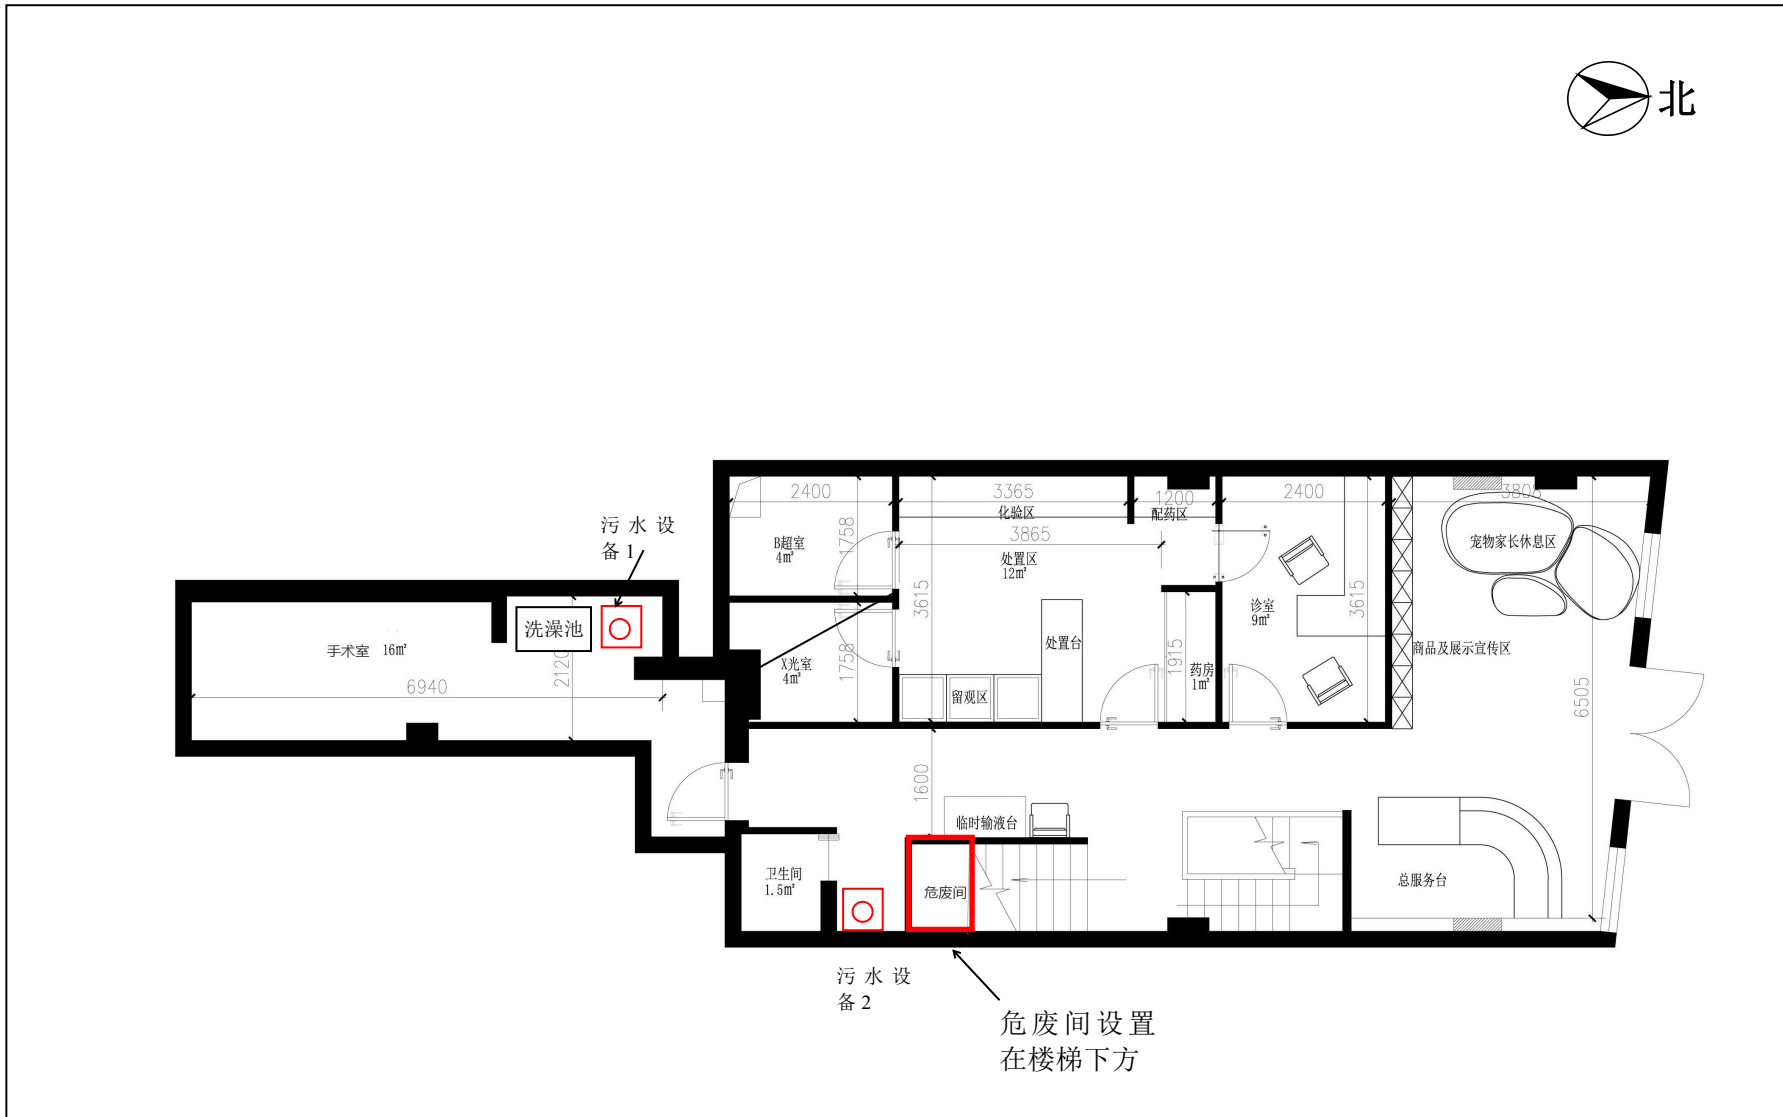 北
2400
3365
1200
2400
3808
化验区
配药区
污水设
备1
B超室
4㎡
1758
3865
处置区
12㎡
宠物家长休息区
3615
3615
洗澡池
诊室
9㎡
手术室 16㎡
2120
X光室
4㎡
1758
处置台
1915
药房
1㎡
商品及展示宣传区
6940
留观区
6505
1600
临时输液台
卫生间
1.5㎡
危废间
总服务台
污水设
备2
危废间设置
在楼梯下方